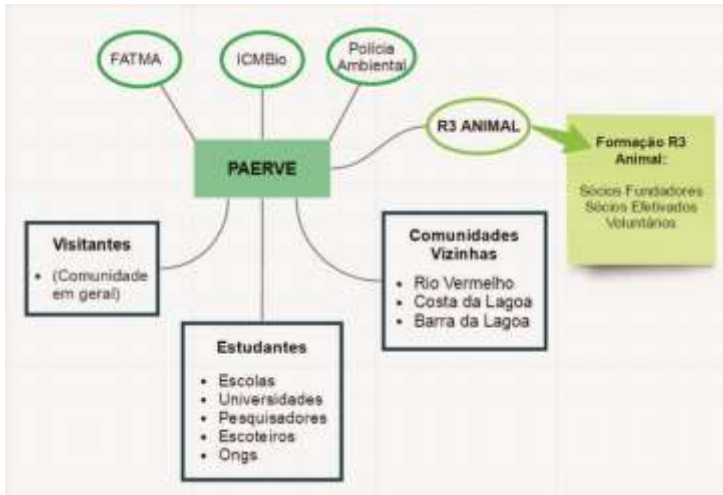 FATMA
ICMBio
Polícia
Ambiental
R3 ANIMAL
PAERVE
Formação R3
Animal:
Sócios Fundadores
Sócios Efetivados
Voluntários
Visitantes
• (Comunidade
em geral)
Comunidades
Vizinhas
• Rio Vermelho
• Costa da Lagoa
• Barra da Lagoa
Estudantes
• Escolas
• Universidades
• Pesquisadores
• Escoteiros
• Ongs